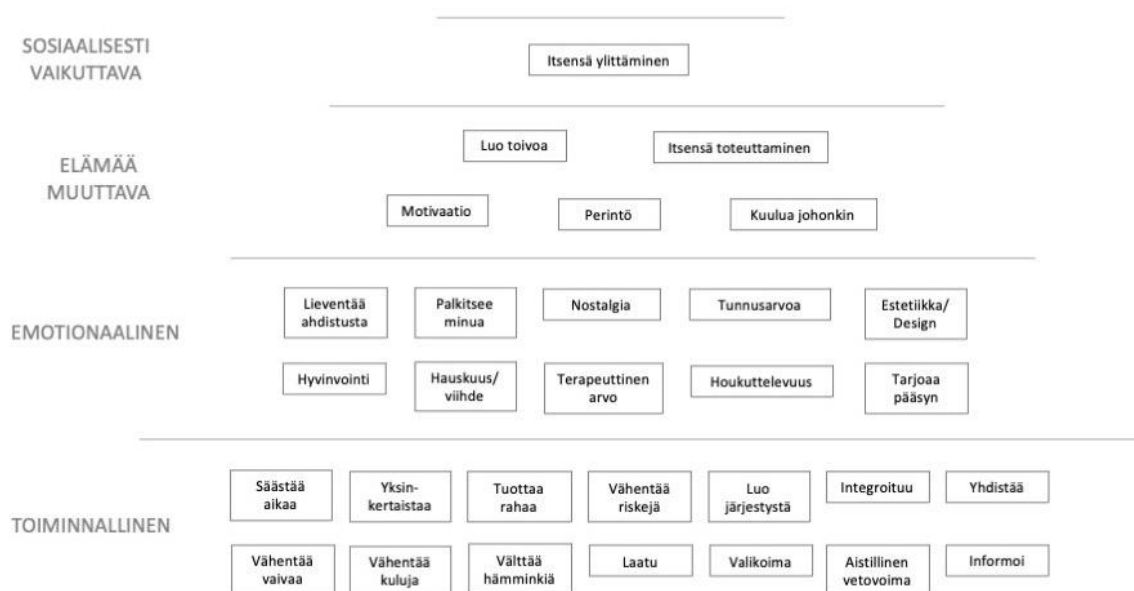 SOSIAALISESTI
VAIKUTTAVA
Itsensä ylittäminen
ELÄMÄÄ
MUUTTAVA
Luo toivoa
Itsensä toteuttaminen
Motivaatio
Perintö
Kuulua johonkin
EMOTIONAALINEN
Lieventää
ahdistusta
Palkitsee
minua
Nostalgia
Tunnusarvoa
Estetiikka/
Design
Hyvinvointi
Hauskuus/
viihde
Terapeuttinen
arvo
Houkuttelevuus
Tarjoaa
pääsyn
TOIMINNALLINEN
Säästää
aikaa
Yksin-
kertaistaa
Tuottaa
rahaa
Vähentää
riskejä
Luo
järjestystä
Integroituu
Yhdistää
Vähentää
vaivaa
Vähentää
kuluja
Välttää
hämminkiä
Laatu
Valikoima
Aistillinen
vetovoima
Informoi